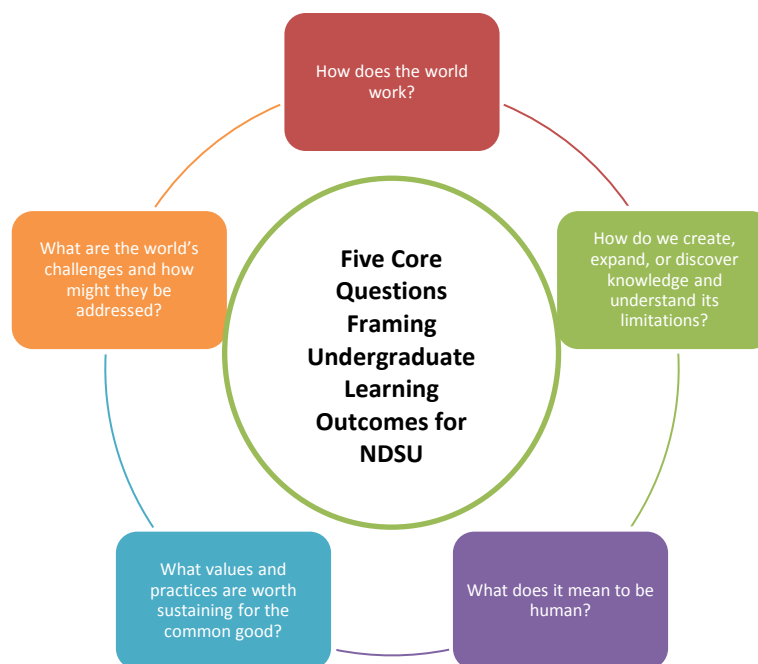 How does the world
work?
How do we create,
expand, or discover
knowledge and
understand its
limitations?
What does it mean to be
human?
What values and
practices are worth
sustaining for the
common good?
What are the world's
challenges and how
might they be
addressed?
Five Core
Questions
Framing
Undergraduate
Learning
Outcomes for
NDSU